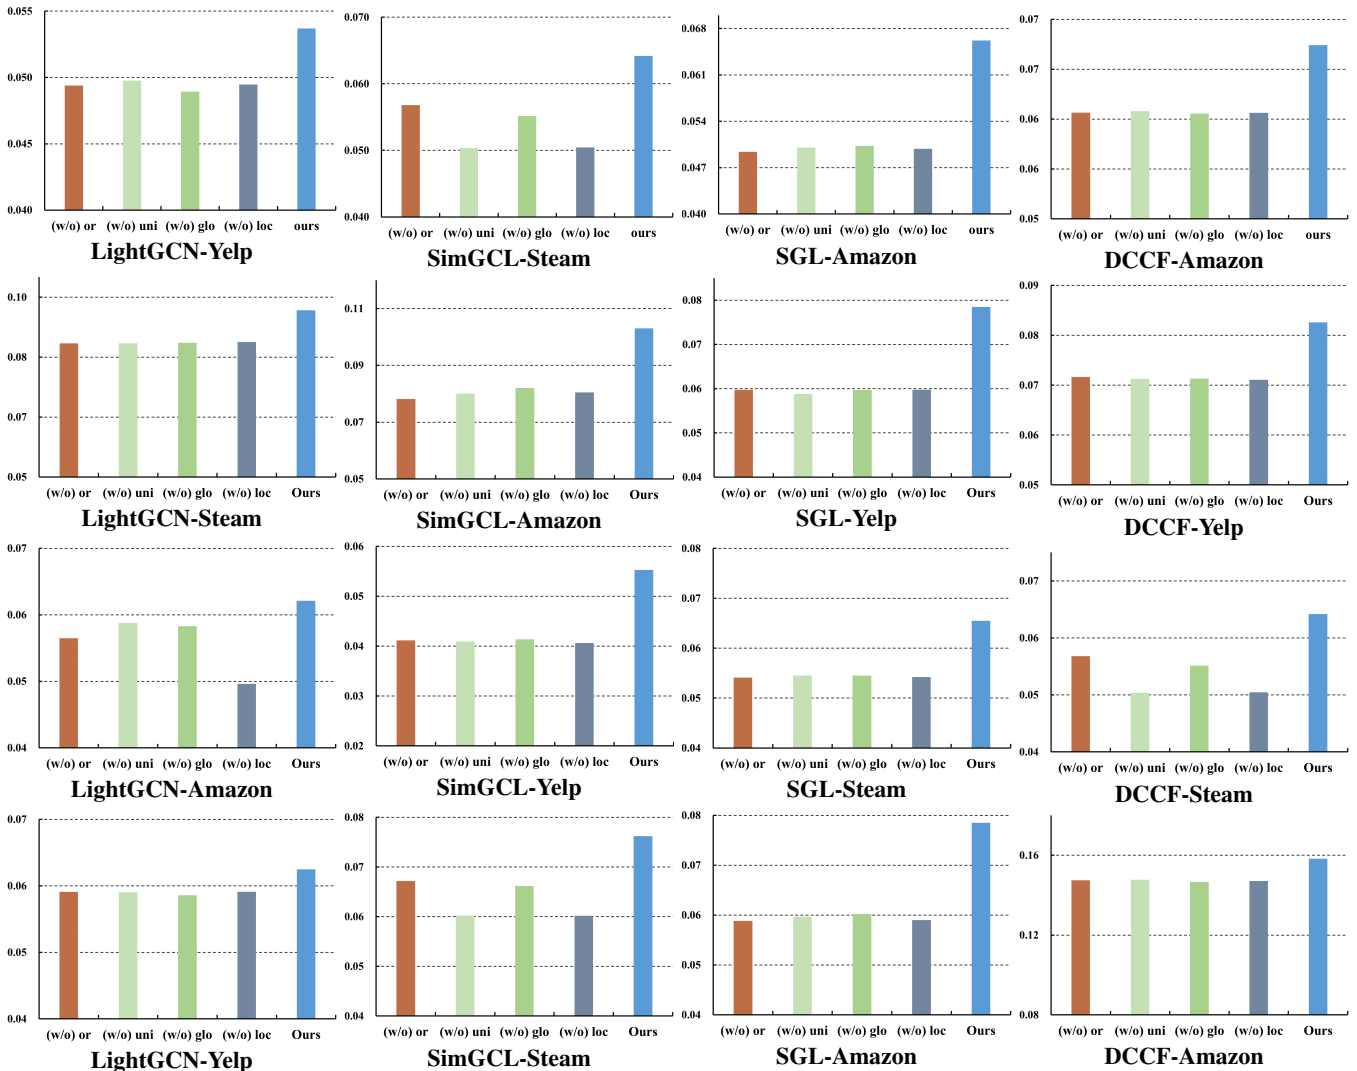 0.055
0.050
0.045
0.040
(w/o) or (w/o) uni (w/o) glo (w/o) loc ours
LightGCN-Yelp
0.070
0.060
0.050
0.040
(w/o) or (w/o) uni (w/o) glo (w/o) loc ours
SimGCL-Steam
0.068
0.061
0.054
0.047
0.040
(w/o) or (w/o) uni (w/o) glo (w/o) loc ours
SGL-Amazon
0.07
0.07
0.06
0.06
0.05
(w/o) or (w/o) uni (w/o) glo (w/o) loc ours
DCCF-Amazon
0.10
0.08
0.07
0.05
(w/o) or (w/o) uni (w/o) glo (w/o) loc Ours
LightGCN-Steam
0.11
0.09
0.07
0.05
(w/o) or (w/o) uni (w/o) glo (w/o) loc Ours
SimGCL-Amazon
0.08
0.07
0.06
0.05
0.04
(w/o) or (w/o) uni (w/o) glo (w/o) loc Ours
SGL-Yelp
0.09
0.08
0.07
0.06
0.05
(w/o) or (w/o) uni (w/o) glo (w/o) loc Ours
DCCF-Yelp
0.07
0.06
0.05
0.04
(w/o) or (w/o) uni (w/o) glo (w/o) loc Ours
LightGCN-Amazon
0.06
0.05
0.04
0.03
0.02
(w/o) or (w/o) uni (w/o) glo (w/o) loc Ours
SimGCL-Yelp
0.08
0.07
0.06
0.05
0.04
(w/o) or (w/o) uni (w/o) glo (w/o) loc Ours
SGL-Steam
0.07
0.06
0.05
0.04
(w/o) or (w/o) uni (w/o) glo (w/o) loc Ours
DCCF-Steam
0.07
0.06
0.05
0.04
(w/o) or (w/o) uni (w/o) glo (w/o) loc Ours
LightGCN-Yelp
0.08
0.07
0.06
0.05
0.04
(w/o) or (w/o) uni (w/o) glo (w/o) loc Ours
SimGCL-Steam
0.08
0.07
0.06
0.05
0.04
(w/o) or (w/o) uni (w/o) glo (w/o) loc Ours
SGL-Amazon
0.16
0.12
0.08
(w/o) or (w/o) uni (w/o) glo (w/o) loc Ours
DCCF-Amazon